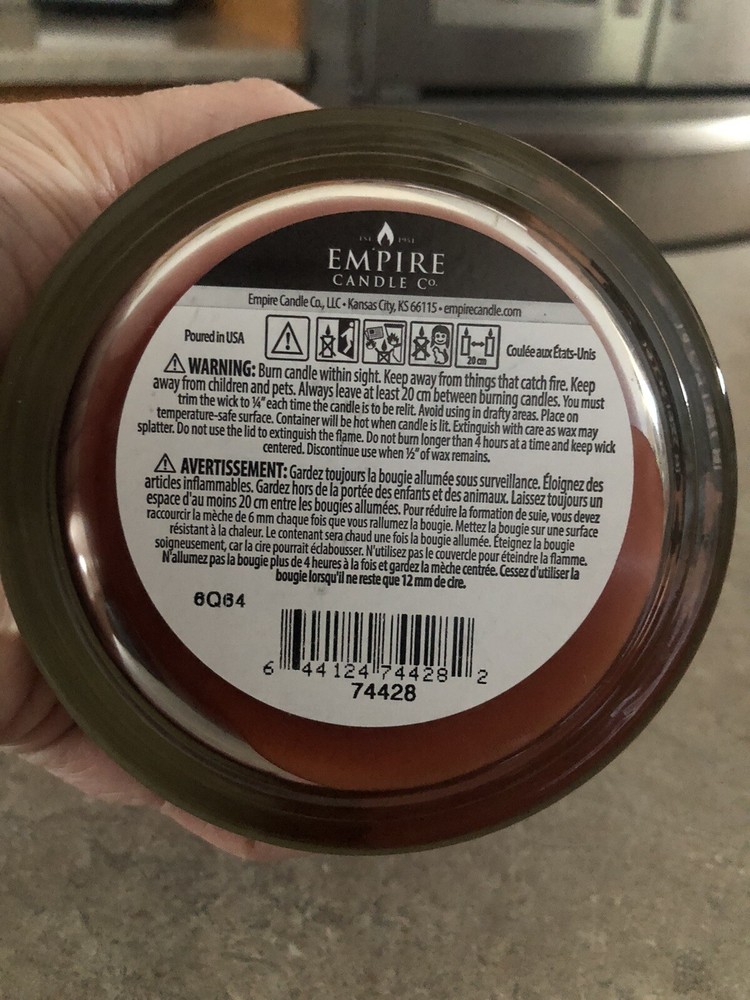 EST. 1951
EMPIRE
CANDLE CO.
Empire Candle Co., LLC • Kansas City, KS 66115 • empirecandle.com
Poured in USA
20 cm
Coulée aux États-Unis
WARNING: Burn candle within sight. Keep away from things that catch fire. Keep
away from children and pets. Always leave at least 20 cm between burning candles. You must
trim the wick to ¼" each time the candle is to be relit. Avoid using in drafty areas. Place on
temperature-safe surface. Container will be hot when candle is lit. Extinguish with care as wax may
splatter. Do not use the lid to extinguish the flame. Do not burn longer than 4 hours at a time and keep wick
centered. Discontinue use when ½" of wax remains.
AVERTISSEMENT: Gardez toujours la bougie allumée sous surveillance. Éloignez des
articles inflammables. Gardez hors de la portée des enfants et des animaux. Laissez toujours un
espace d'au moins 20 cm entre les bougies allumées. Pour réduire la formation de suie, vous devez
raccourcir la mèche de 6 mm chaque fois que vous rallumez la bougie. Mettez la bougie sur une surface
résistant à la chaleur. Le contenant sera chaud une fois la bougie allumée. Éteignez la bougie
soigneusement, car la cire pourrait éclabousser. N'utilisez pas le couvercle pour éteindre la flamme.
N'allumez pas la bougie plus de 4 heures à la fois et gardez la mèche centrée. Cessez d'utiliser la
bougie lorsqu'il ne reste que 12 mm de cire.
6Q64
6 44124 74428 2
74428